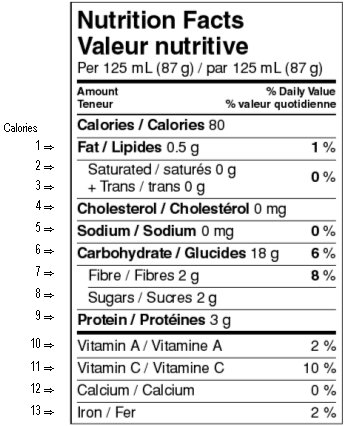 Nutrition Facts
Valeur nutritive
Per 125 mL (87 g) / par 125 mL (87 g)
Amount % Daily Value
Teneur % valeur quotidienne
Calories
Calories / Calories 80
1 ⇒ Fat / Lipides 0.5 g 1 %
2 ⇒ Saturated / saturés 0 g
3 ⇒ + Trans / trans 0 g 0 %
4 ⇒ Cholesterol / Cholestérol 0 mg
5 ⇒ Sodium / Sodium 0 mg 0 %
6 ⇒ Carbohydrate / Glucides 18 g 6 %
7 ⇒ Fibre / Fibres 2 g 8 %
8 ⇒ Sugars / Sucres 2 g
9 ⇒ Protein / Protéines 3 g
10 ⇒ Vitamin A / Vitamine A 2 %
11 ⇒ Vitamin C / Vitamine C 10 %
12 ⇒ Calcium / Calcium 0 %
13 ⇒ Iron / Fer 2 %